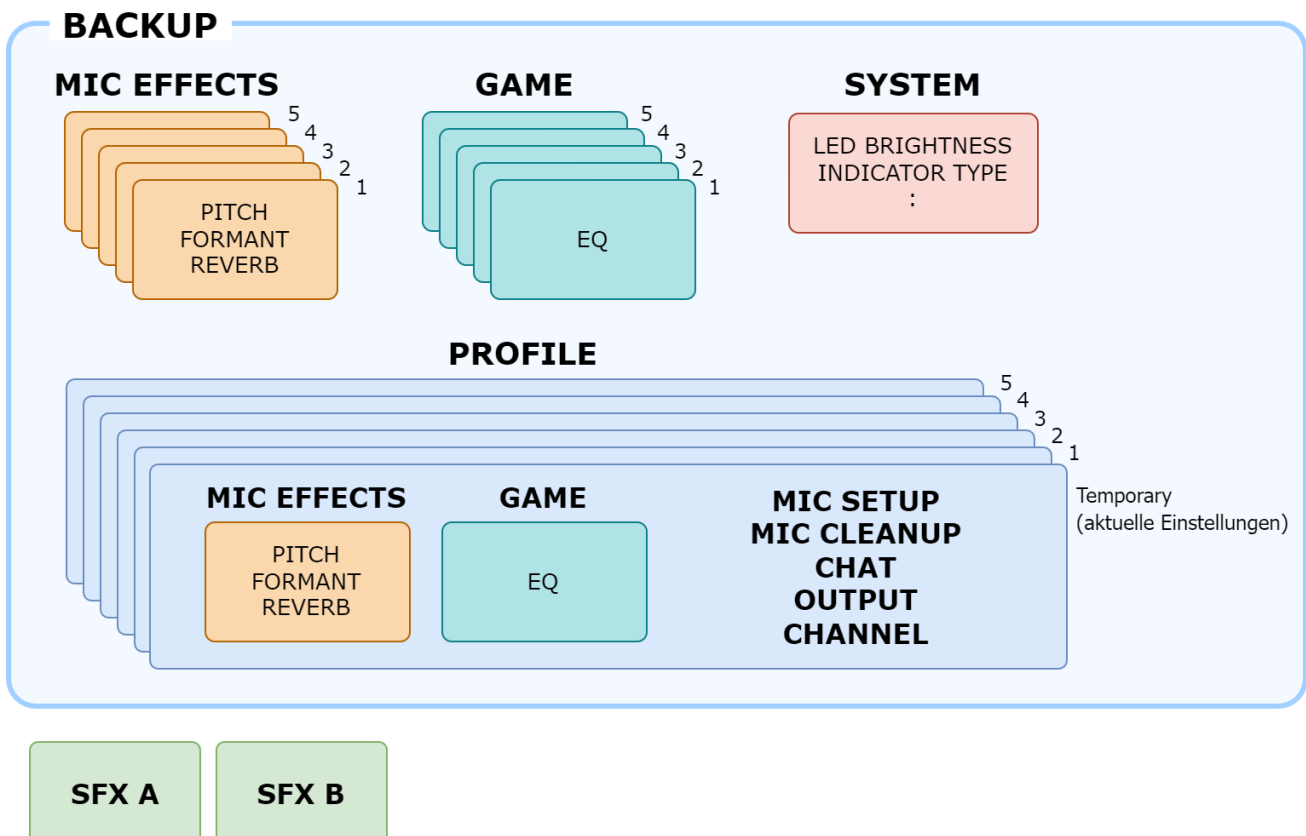 BACKUP
MIC EFFECTS
5
4
3
2
1
PITCH
FORMANT
REVERB
GAME
5
4
3
2
1
EQ
SYSTEM
LED BRIGHTNESS
INDICATOR TYPE
:
PROFILE
5
4
3
2
1
Temporary
(aktuelle Einstellungen)
MIC EFFECTS
PITCH
FORMANT
REVERB
GAME
EQ
MIC SETUP
MIC CLEANUP
CHAT
OUTPUT
CHANNEL
SFX A
SFX B